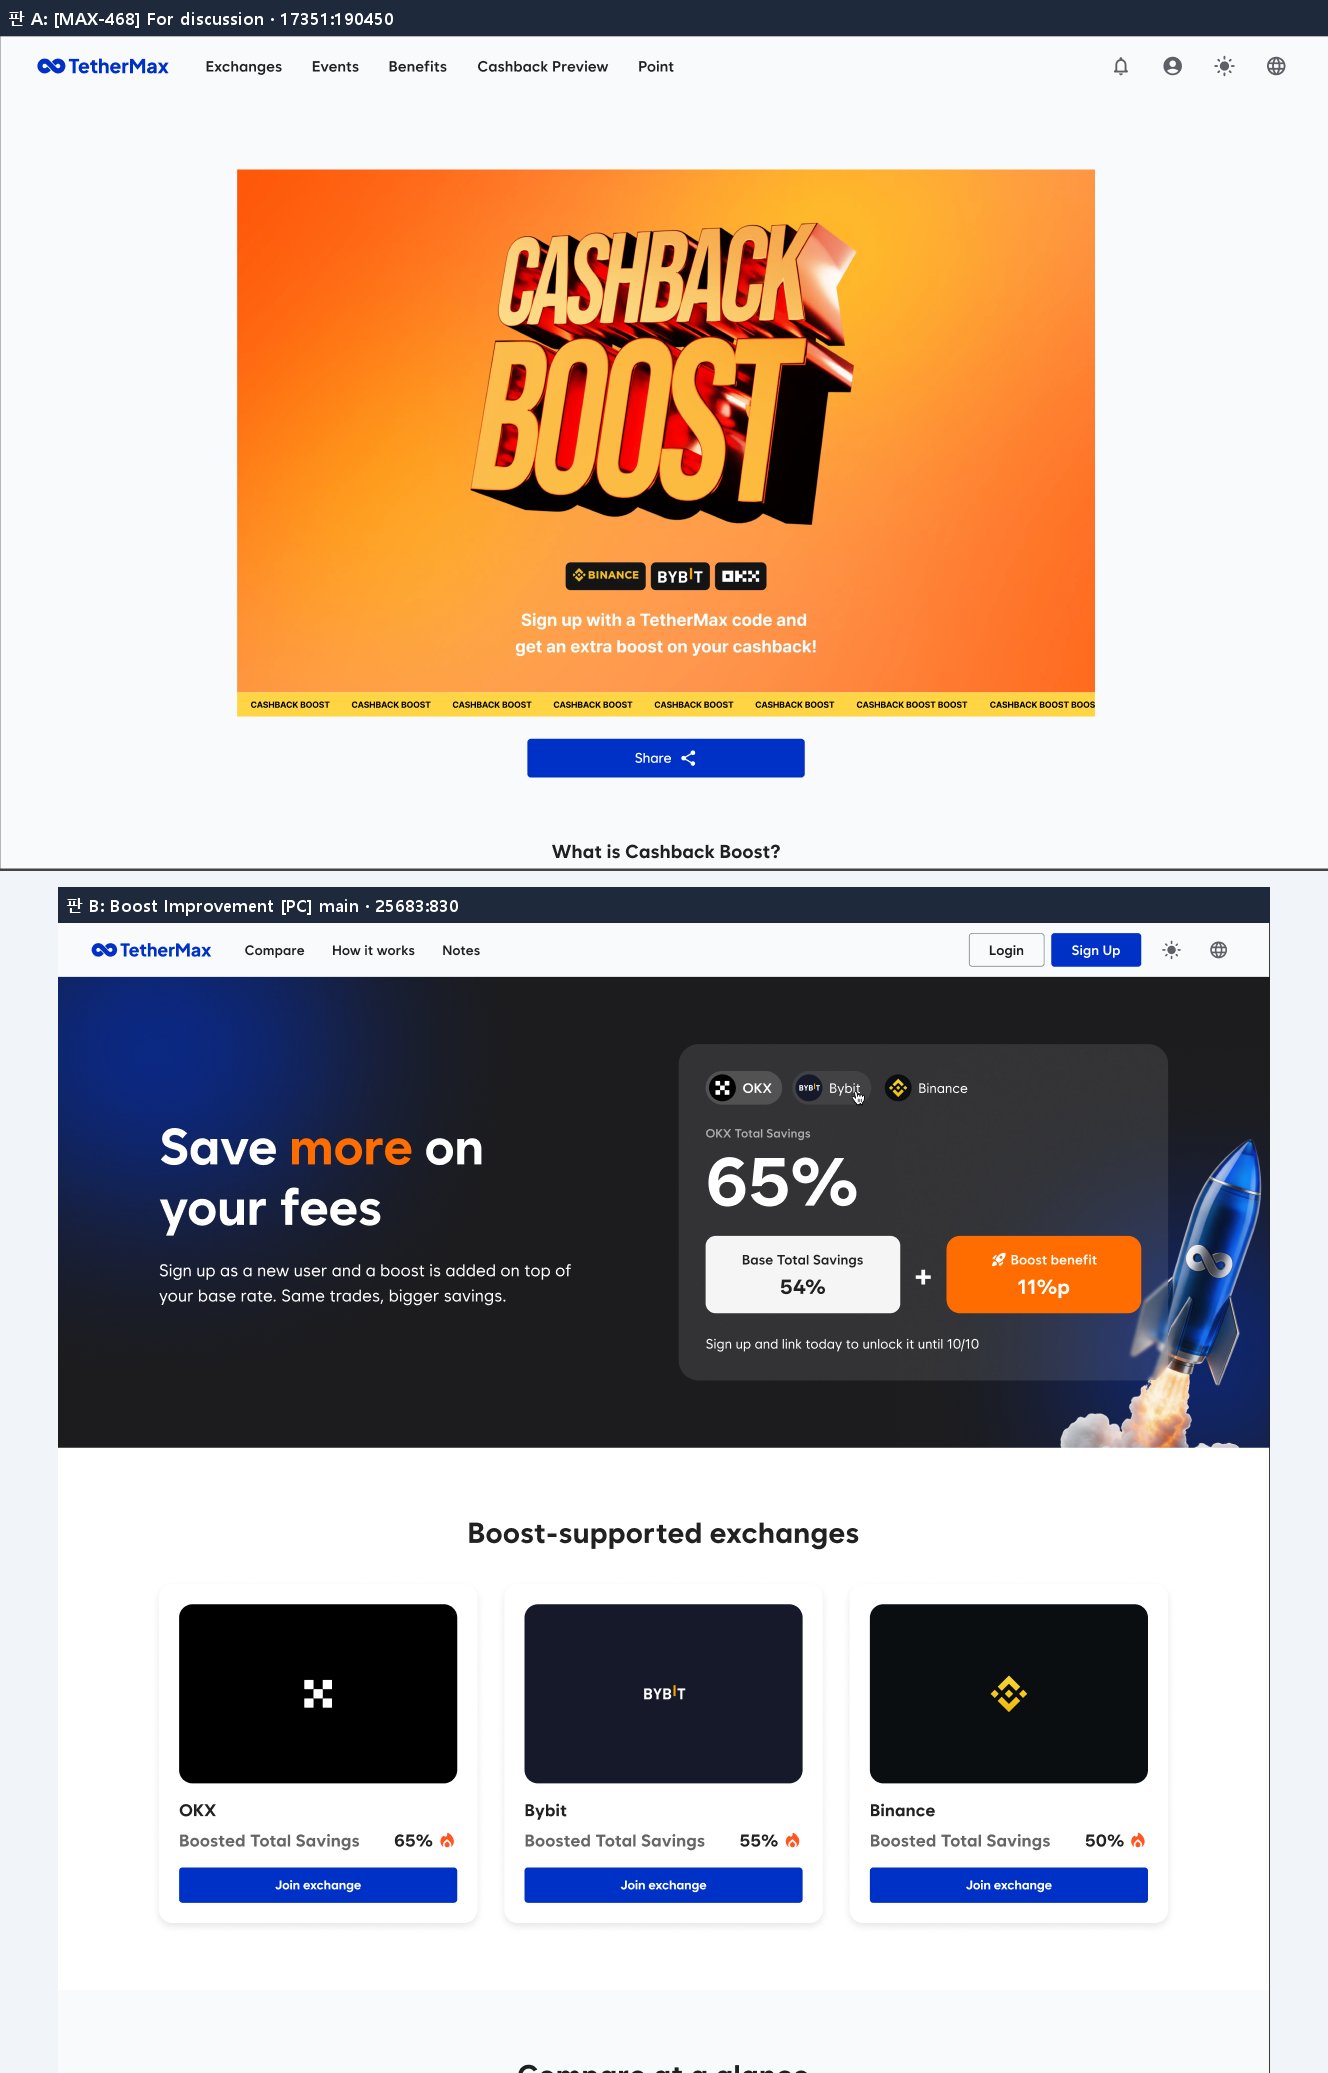 판 A: [MAX-468] For discussion · 17351:190450
TetherMax Exchanges Events Benefits Cashback Preview Point
CASHBACK
BOOST
BINANCE BYBIT OKX
Sign up with a TetherMax code and
get an extra boost on your cashback!
CASHBACK BOOST CASHBACK BOOST CASHBACK BOOST CASHBACK BOOST CASHBACK BOOST CASHBACK BOOST CASHBACK BOOST BOOST CASHBACK BOOST BOOS
Share
What is Cashback Boost?
판 B: Boost Improvement [PC] main · 25683:830
TetherMax Compare How it works Notes Login Sign Up
Save more on
your fees
Sign up as a new user and a boost is added on top of
your base rate. Same trades, bigger savings.
OKX BYBIT Bybit Binance
OKX Total Savings
65%
Base Total Savings
54%
+
Boost benefit
11%p
Sign up and link today to unlock it until 10/10
Boost-supported exchanges
BYBIT
OKX
Boosted Total Savings 65%
Join exchange
Bybit
Boosted Total Savings 55%
Join exchange
Binance
Boosted Total Savings 50%
Join exchange
Compare at a glance